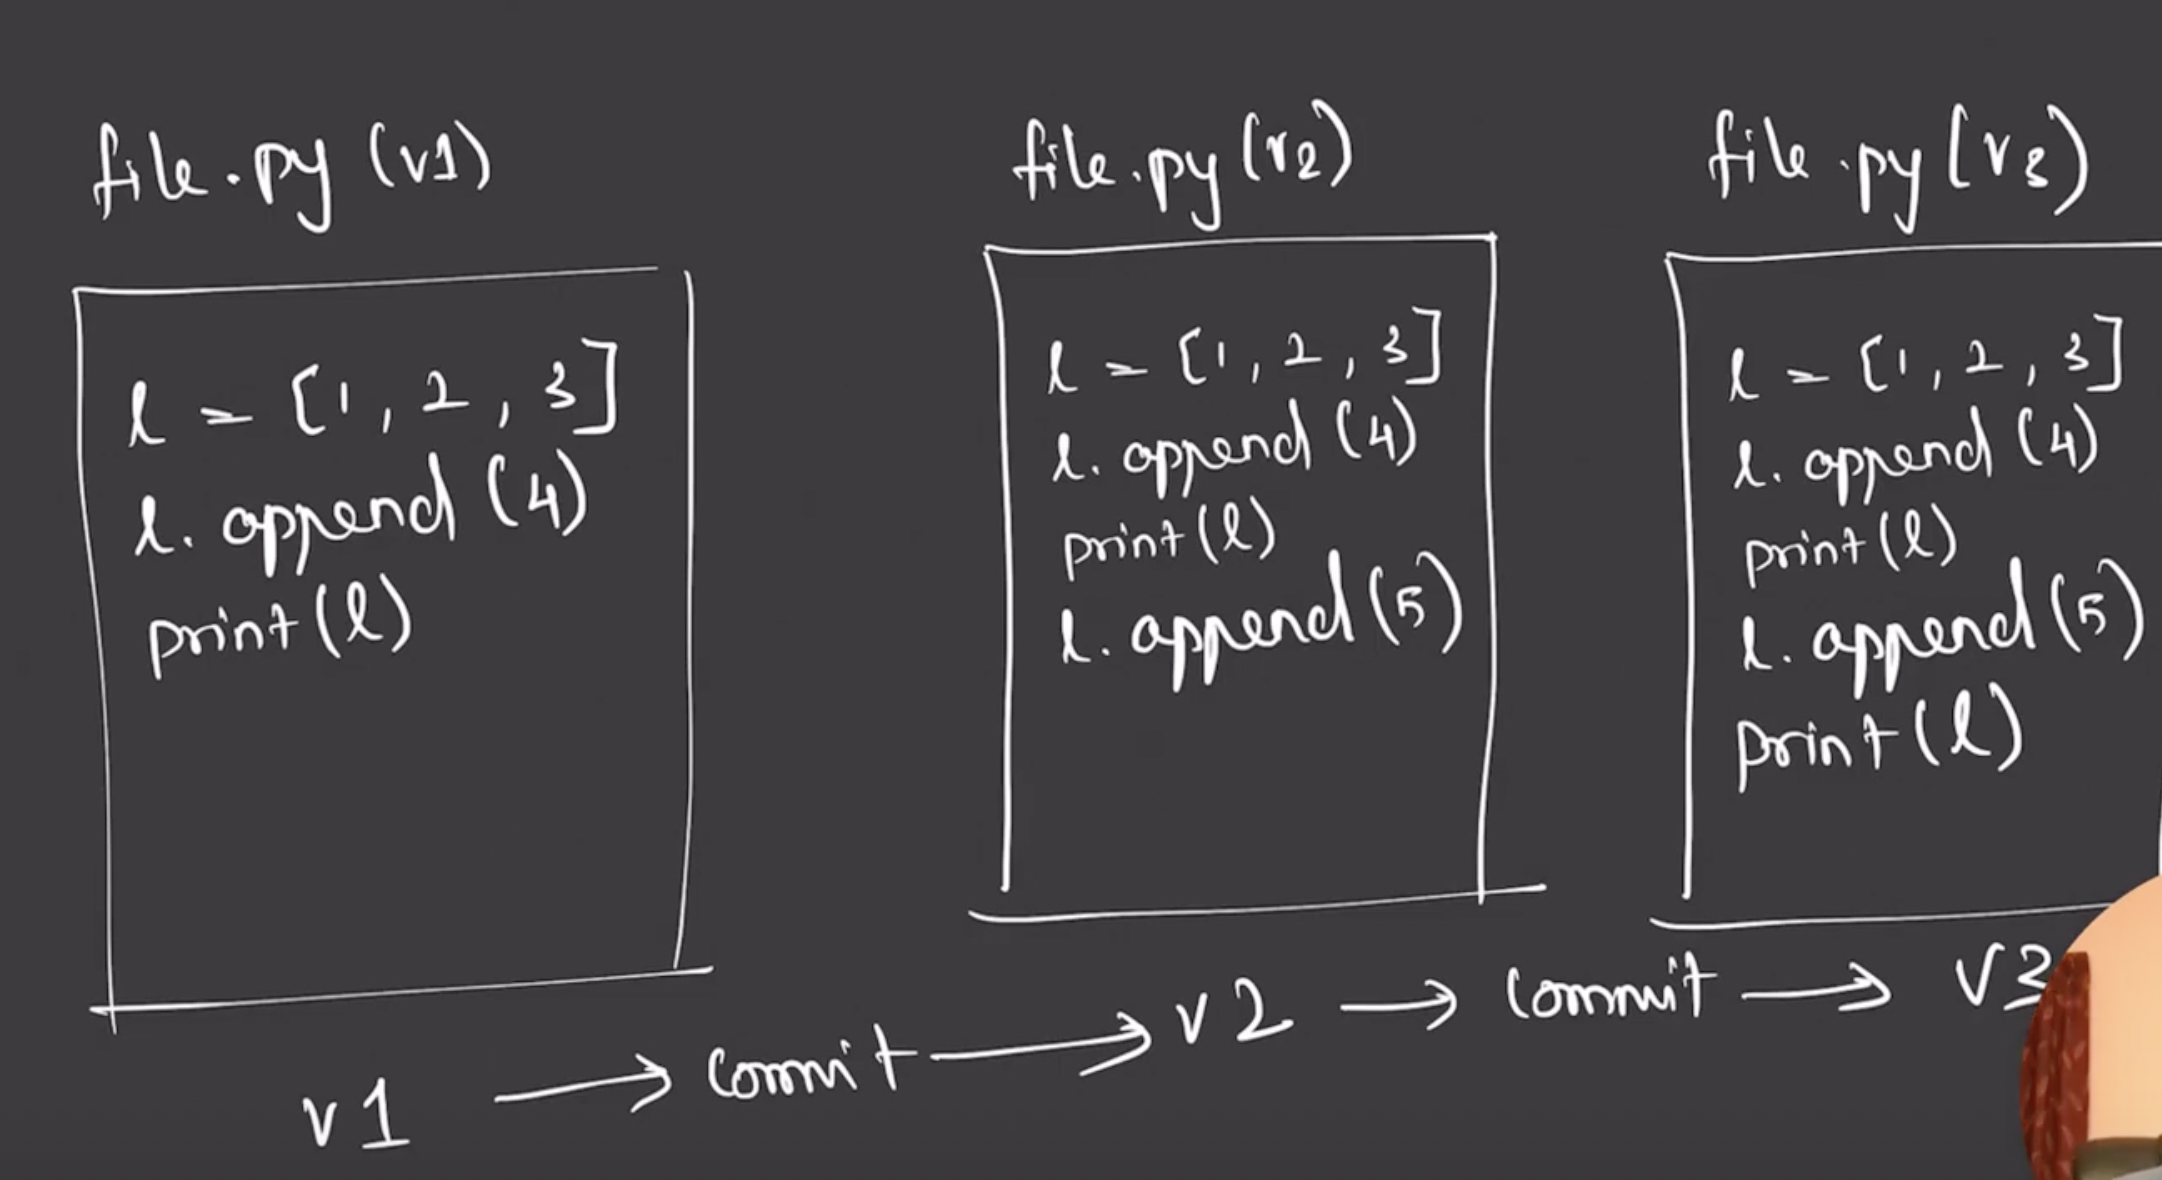 file.py (v1)
l = [1, 2, 3]
l.append (4)
print(l)
file.py (v2)
l = [1, 2, 3]
l.append (4)
print(l)
l.append(5)
file.py (v3)
l = [1, 2, 3]
l.append (4)
print(l)
l.append(5)
print(l)
v1 → commit → v2 → commit → v3